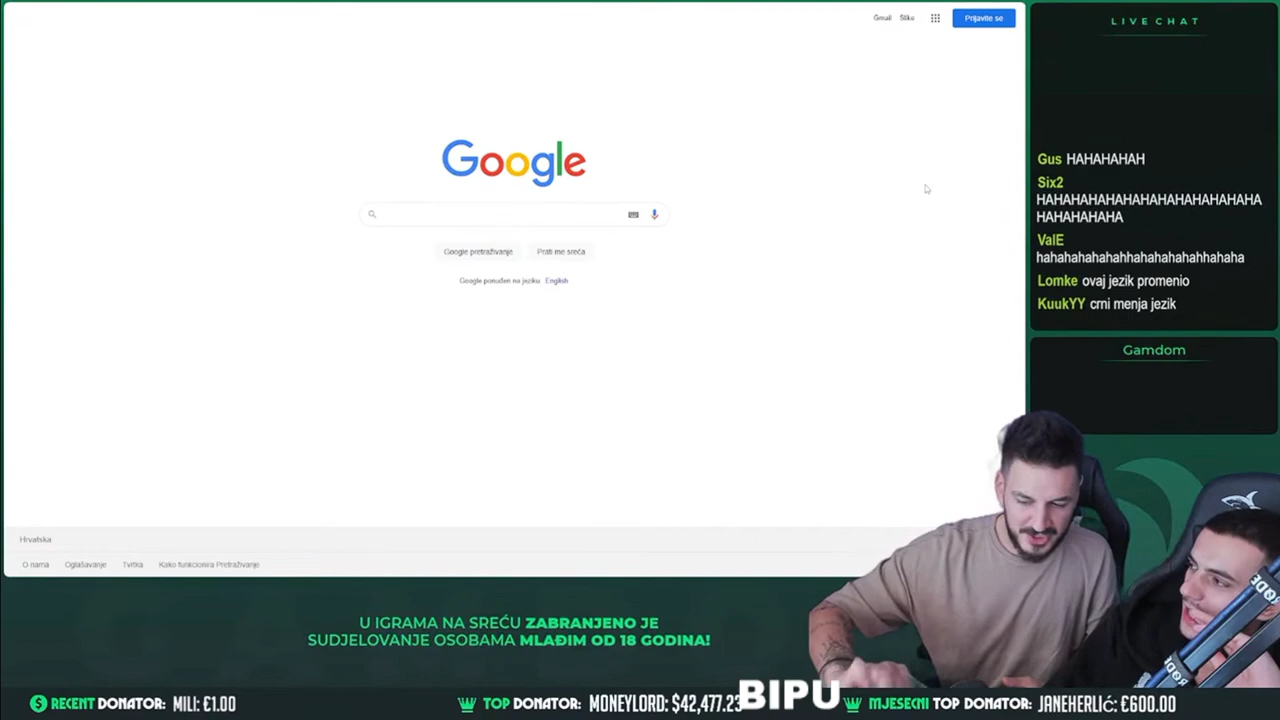 Gmail Slike
Prijavite se
LIVE CHAT
Google
Google pretraživanje
Prati me sreća
Google ponuđen na jeziku: English
Gus HAHAHAHAH
Six2
HAHAHAHAHAHAHAHAHAHAHAHAHA
HAHAHAHAHA
ValE
hahahahahahahhahahahahahhahaha
Lomke ovaj jezik promenio
KuukYY crni menja jezik
Gamdom
Hrvatska
O nama Oglašavanje Tvrtka Kako funkcionira Pretraživanje
U IGRAMA NA SREĆU ZABRANJENO JE
SUDJELOVANJE OSOBAMA MLAĐIM OD 18 GODINA!
RECENT DONATOR: MILI: €1.00
TOP DONATOR: MONEYLORD: $42,477.23
BIPU
MJESECNI TOP DONATOR: JANEHERLIĆ: €600.00